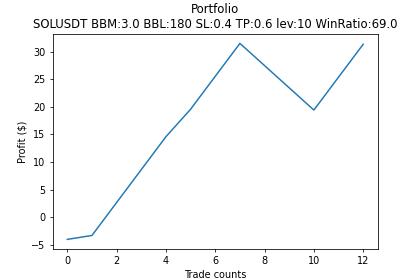 Portfolio
SOLUSDT BBM:3.0 BBL:180 SL:0.4 TP:0.6 lev:10 WinRatio:69.0
30
25
20
15
10
5
0
−5
Profit ($)
0 2 4 6 8 10 12
Trade counts